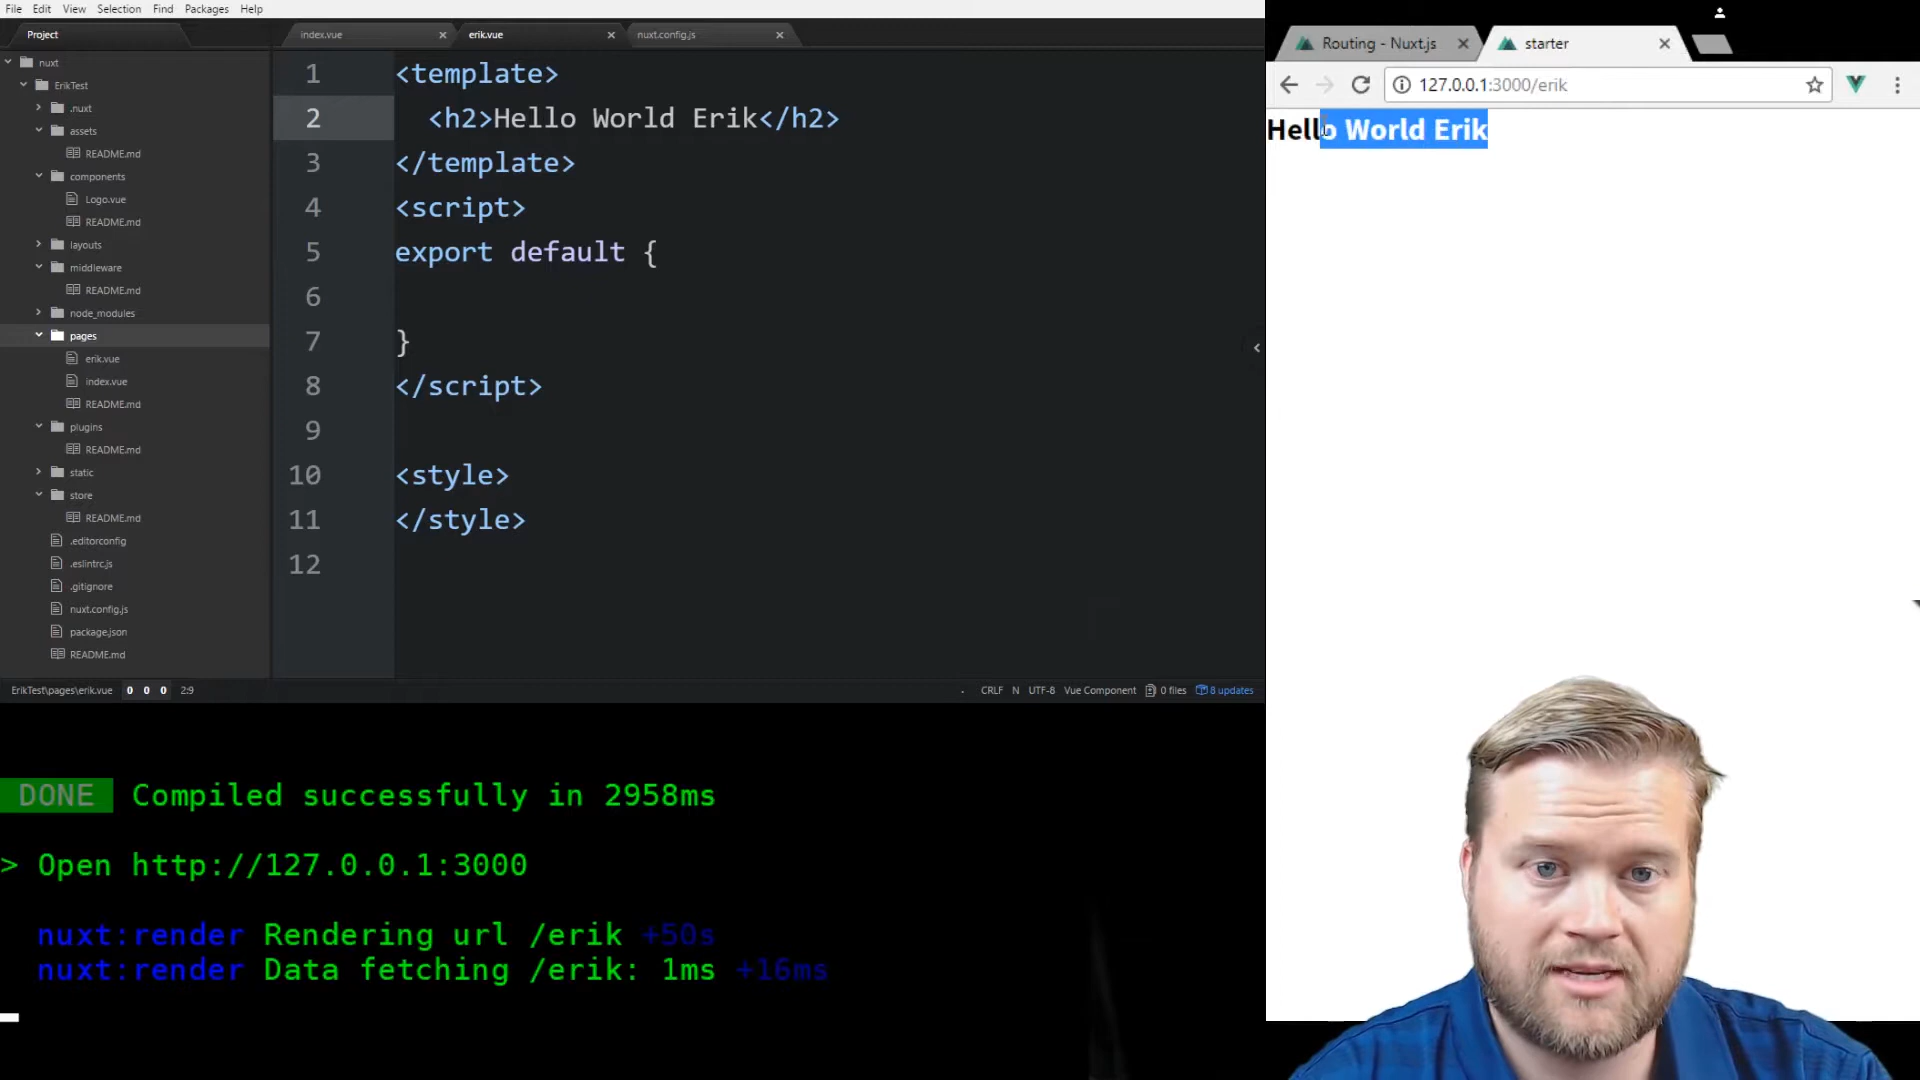 File Edit View Selection Find Packages Help
Project
index.vue
erik.vue
nuxt.config.js
nuxt
ErikTest
.nuxt
assets
README.md
components
Logo.vue
README.md
layouts
middleware
README.md
node_modules
pages
erik.vue
index.vue
README.md
plugins
README.md
static
store
README.md
.editorconfig
.eslintrc.js
.gitignore
nuxt.config.js
package.json
README.md
1 <template>
2 <h2>Hello World Erik</h2>
3 </template>
4 <script>
5 export default {
6
7 }
8 </script>
9
10 <style>
11 </style>
12
ErikTest\pages\erik.vue 0 0 0 2:9
CRLF N UTF-8 Vue Component 0 files 8 updates
DONE Compiled successfully in 2958ms
> Open http://127.0.0.1:3000
nuxt:render Rendering url /erik +50s
nuxt:render Data fetching /erik: 1ms +16ms
Routing - Nuxt.js
starter
127.0.0.1:3000/erik
Hello World Erik